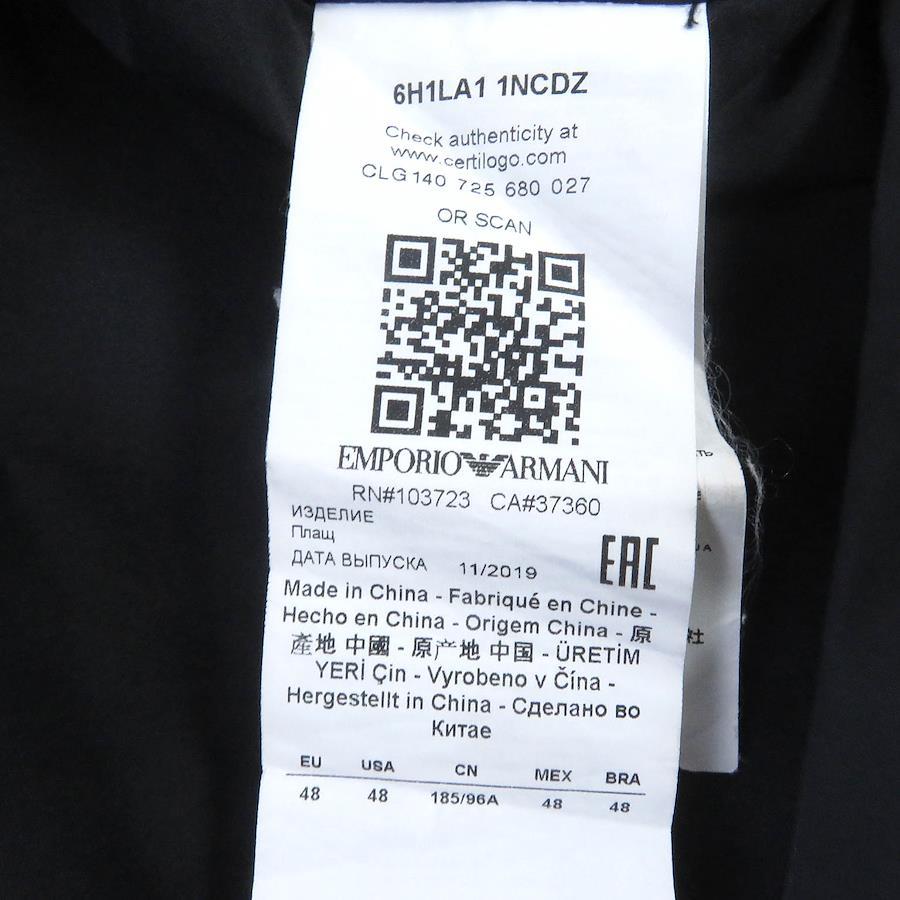 6H1LA1 1NCDZ
Check authenticity at
www.certilogo.com
CLG140 725 680 027
OR SCAN
EMPORIO ARMANI
RN#103723 CA#37360
ИЗДЕЛИЕ
Плащ
ДАТА ВЫПУСКА 11/2019
EAC
Made in China - Fabriqué en Chine -
Hecho en China - Origem China - 原
產地 中國 - 原产地 中国 - ÜRETİM
YERİ Çin - Vyrobeno v Čína -
Hergestellt in China - Сделано во
Китае
EU USA CN MEX BRA
48 48 185/96A 48 48
社